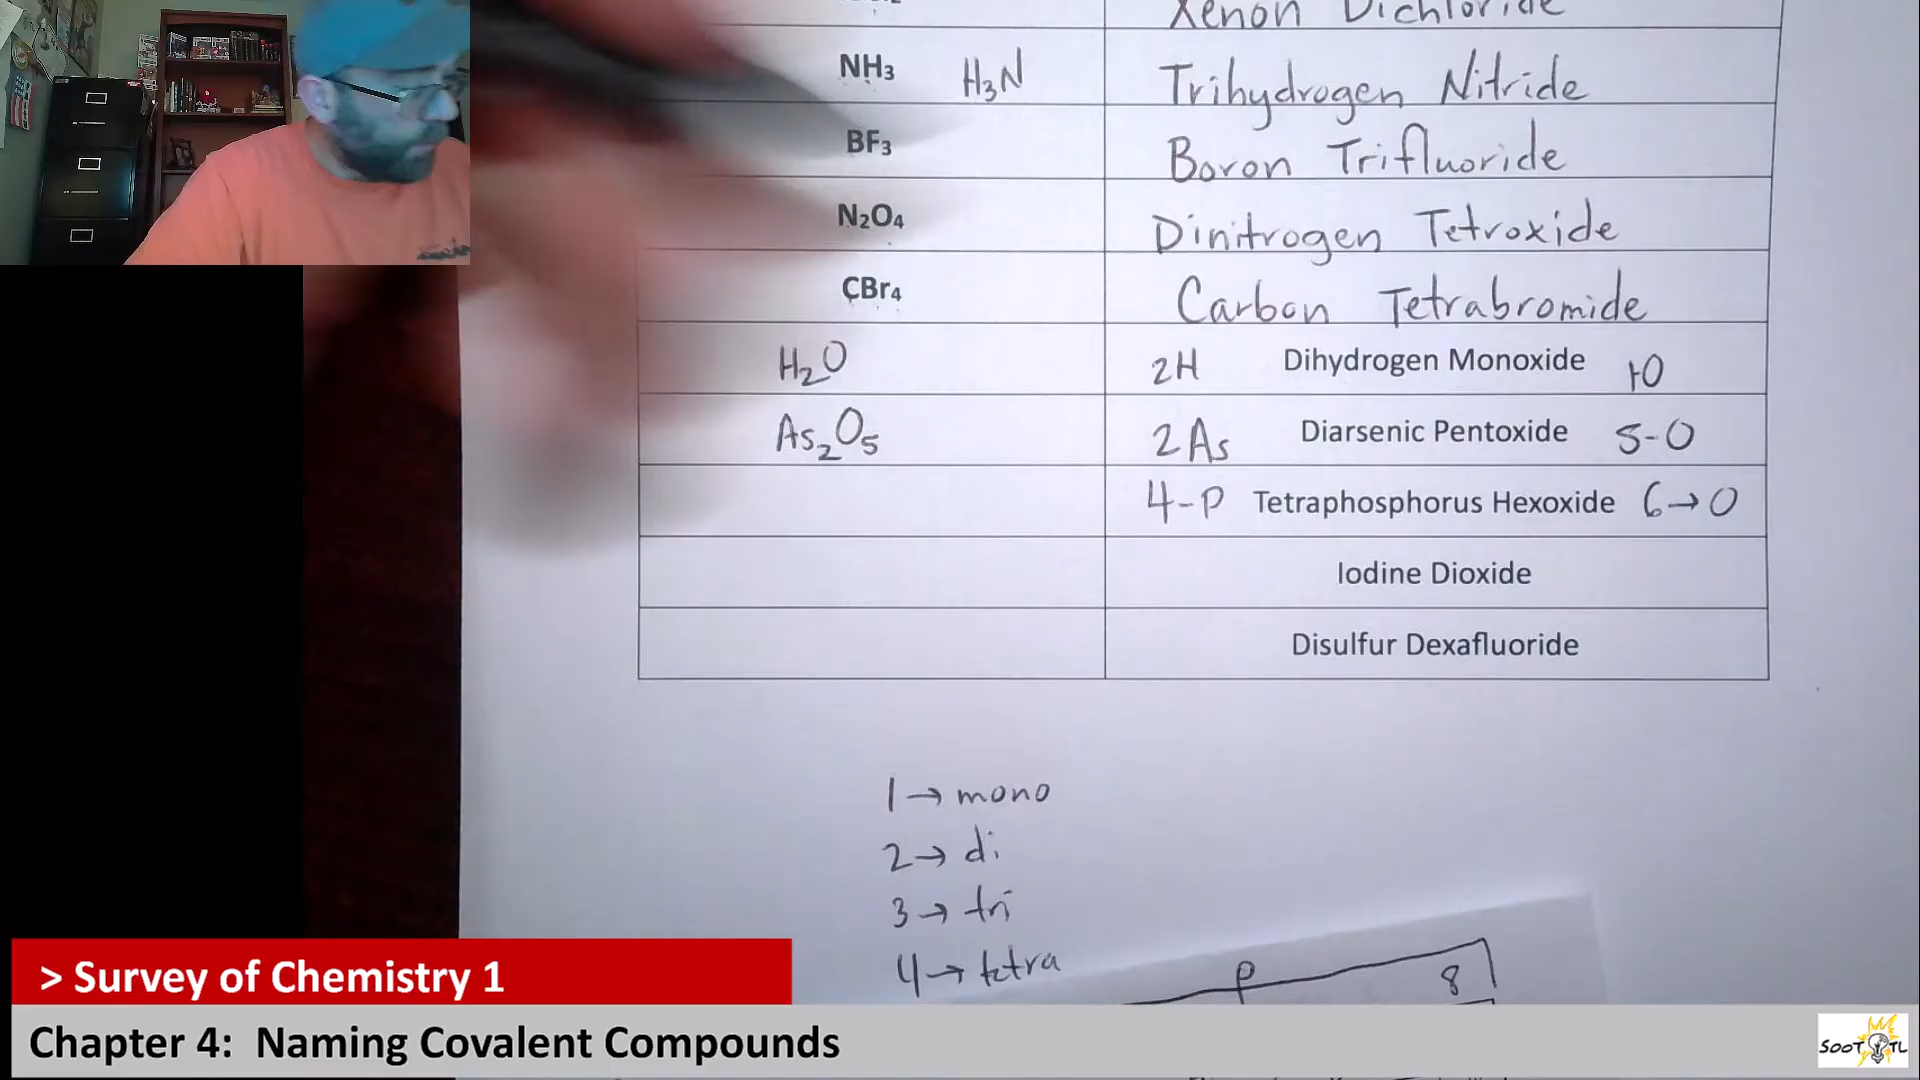 Xenon Dichloride
NH₃ H₃N Trihydrogen Nitride
BF₃ Boron Trifluoride
N₂O₄ Dinitrogen Tetroxide
CBr₄ Carbon Tetrabromide
H₂O 2H Dihydrogen Monoxide 1-O
As₂O₅ 2As Diarsenic Pentoxide 5-O
4-P Tetraphosphorus Hexoxide 6→O
Iodine Dioxide
Disulfur Dexafluoride
1→mono
2→di
3→tri
4→tetra
P 8
> Survey of Chemistry 1
Chapter 4: Naming Covalent Compounds
SOOTTL